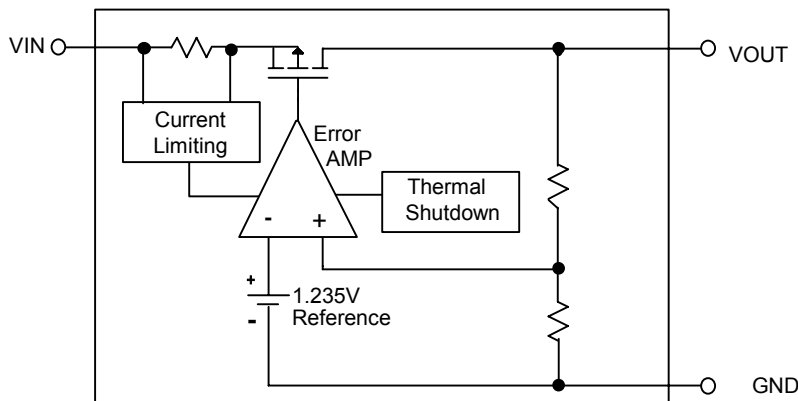 VIN
VOUT
Current
Limiting
Error
AMP
Thermal
Shutdown
- +
+
1.235V
-
Reference
GND